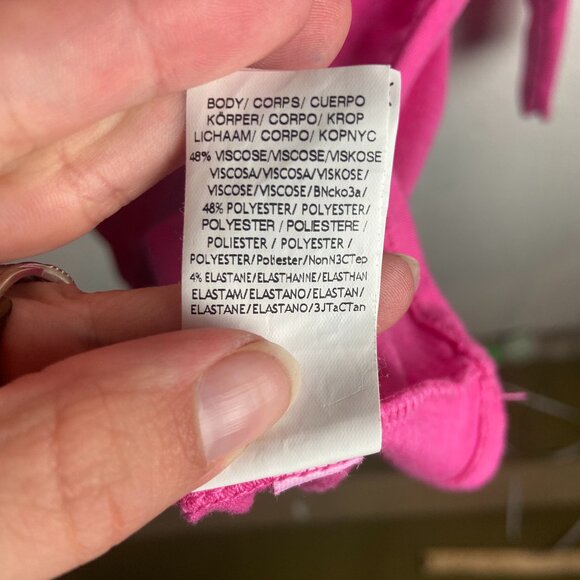 BODY/ CORPS/ CUERPO
KÖRPER/ CORPO/ KROP
LICHAAM/ CORPO/ KOPNYC
48% VISCOSE/VISCOSE/VISKOSE
VISCOSA/VISCOSA/VISKOSE/
VISCOSE/VISCOSE/BNcko3a/
48% POLYESTER/ POLYESTER/
POLYESTER / POLIESTERE /
POLIESTER / POLYESTER /
POLYESTER/Poliester/NonN3CTep
4% ELASTANE/ELASTHANNE/ELASTHAN
ELASTAM/ELASTANO/ELASTAN/
ELASTANE/ELASTANO/3JTaCTan